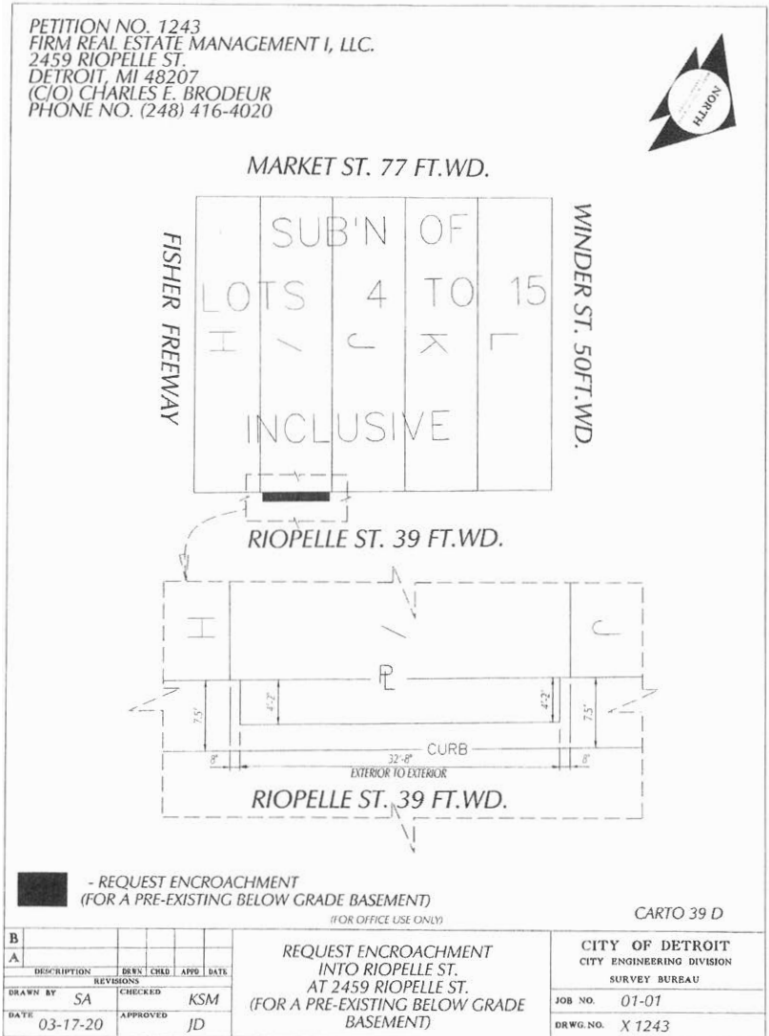 PETITION NO. 1243
FIRM REAL ESTATE MANAGEMENT I, LLC.
2459 RIOPELLE ST.
DETROIT, MI 48207
(C/O) CHARLES E. BRODEUR
PHONE NO. (248) 416-4020
NORTH
MARKET ST. 77 FT.WD.
FISHER FREEWAY
WINDER ST. 50FT.WD.
SUB'N OF
LOTS 4 TO 15
H I J K L
INCLUSIVE
RIOPELLE ST. 39 FT.WD.
H I J
PL
7.5' 4'-2" 4'-2" 7.5'
CURB
8" 32'-8" 8"
EXTERIOR TO EXTERIOR
RIOPELLE ST. 39 FT.WD.
- REQUEST ENCROACHMENT
(FOR A PRE-EXISTING BELOW GRADE BASEMENT)
(FOR OFFICE USE ONLY)
CARTO 39 D
B
A
DESCRIPTION DRWN CHKD APPD DATE
REVISIONS
DRAWN BY SA
CHECKED KSM
DATE 03-17-20
APPROVED JD
REQUEST ENCROACHMENT
INTO RIOPELLE ST.
AT 2459 RIOPELLE ST.
(FOR A PRE-EXISTING BELOW GRADE
BASEMENT)
CITY OF DETROIT
CITY ENGINEERING DIVISION
SURVEY BUREAU
JOB NO. 01-01
DRWG.NO. X 1243